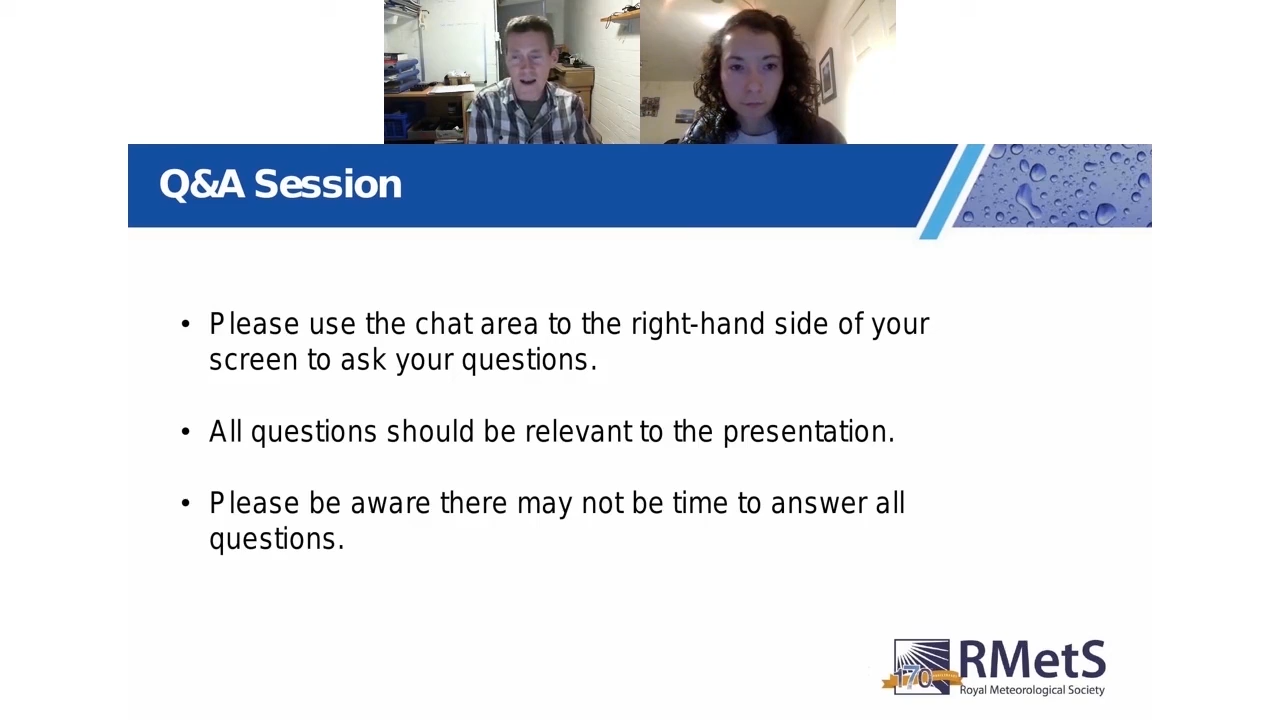 Q&A Session
• Please use the chat area to the right-hand side of your
screen to ask your questions.
• All questions should be relevant to the presentation.
• Please be aware there may not be time to answer all
questions.
170
RMetS
Royal Meteorological Society